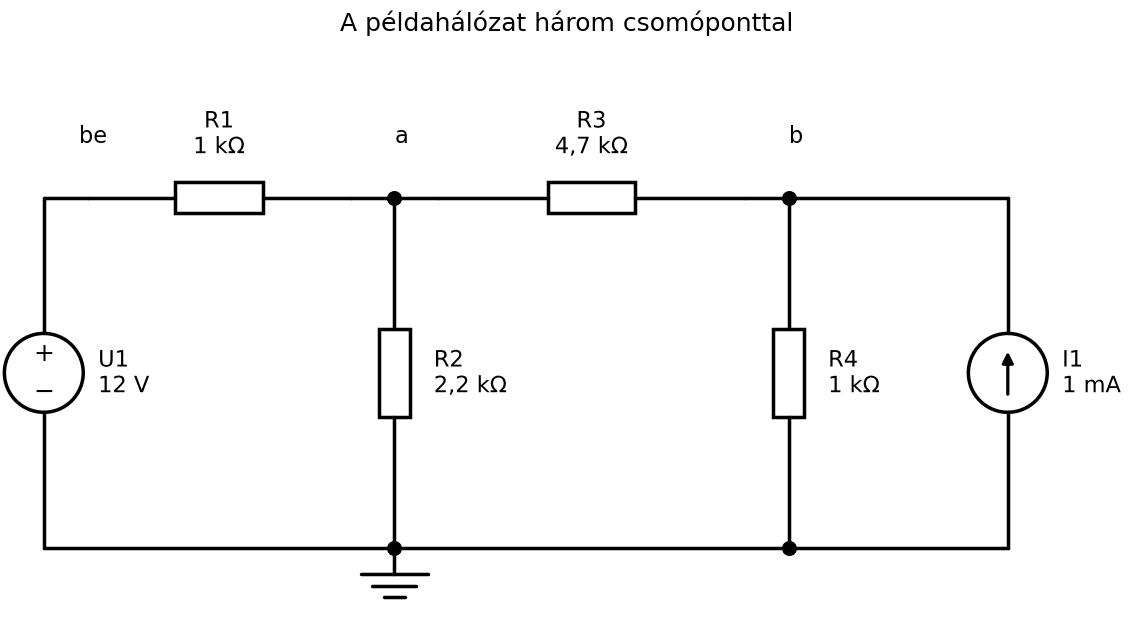 A példahálózat három csomóponttal
be
R1
1 kΩ
a
R3
4,7 kΩ
b
+
−
U1
12 V
R2
2,2 kΩ
R4
1 kΩ
I1
1 mA